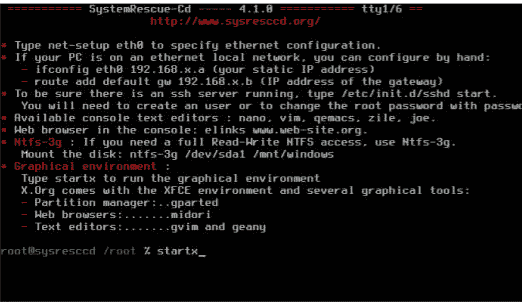 =========== SystemRescue-Cd ----- 4.1.0 =========== tty1/6 ==
http://www.sysresccd.org/
* Type net-setup eth0 to specify ethernet configuration.
* If your PC is on an ethernet local network, you can configure by hand:
- ifconfig eth0 192.168.x.a (your static IP address)
- route add default gw 192.168.x.b (IP address of the gateway)
* To be sure there is an ssh server running, type /etc/init.d/sshd start.
You will need to create an user or to change the root password with passwd
* Available console text editors : nano, vim, qemacs, zile, joe.
* Web browser in the console: elinks www.web-site.org.
* Ntfs-3g : If you need a full Read-Write NTFS access, use Ntfs-3g.
Mount the disk: ntfs-3g /dev/sda1 /mnt/windows
* Graphical environment :
Type startx to run the graphical environment
X.Org comes with the XFCE environment and several graphical tools:
- Partition manager:..gparted
- Web browsers:.......midori
- Text editors:.......gvim and geany
root@sysresccd /root % startx_